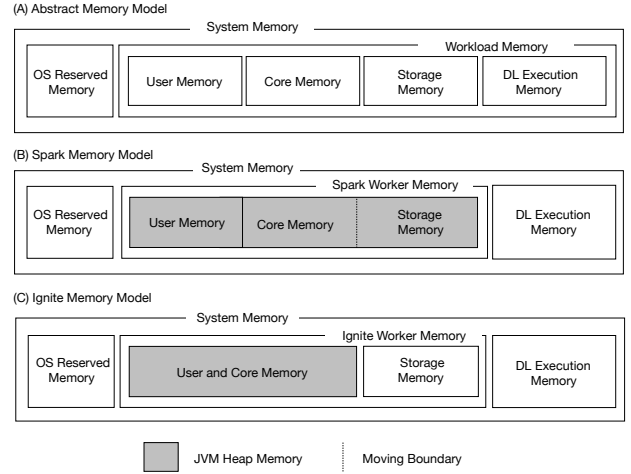 (A) Abstract Memory Model
System Memory
Workload Memory
OS Reserved
Memory
User Memory
Core Memory
Storage
Memory
DL Execution
Memory
(B) Spark Memory Model
System Memory
Spark Worker Memory
OS Reserved
Memory
User Memory
Core Memory
Storage
Memory
DL Execution
Memory
(C) Ignite Memory Model
System Memory
Ignite Worker Memory
OS Reserved
Memory
User and Core Memory
Storage
Memory
DL Execution
Memory
JVM Heap Memory
Moving Boundary